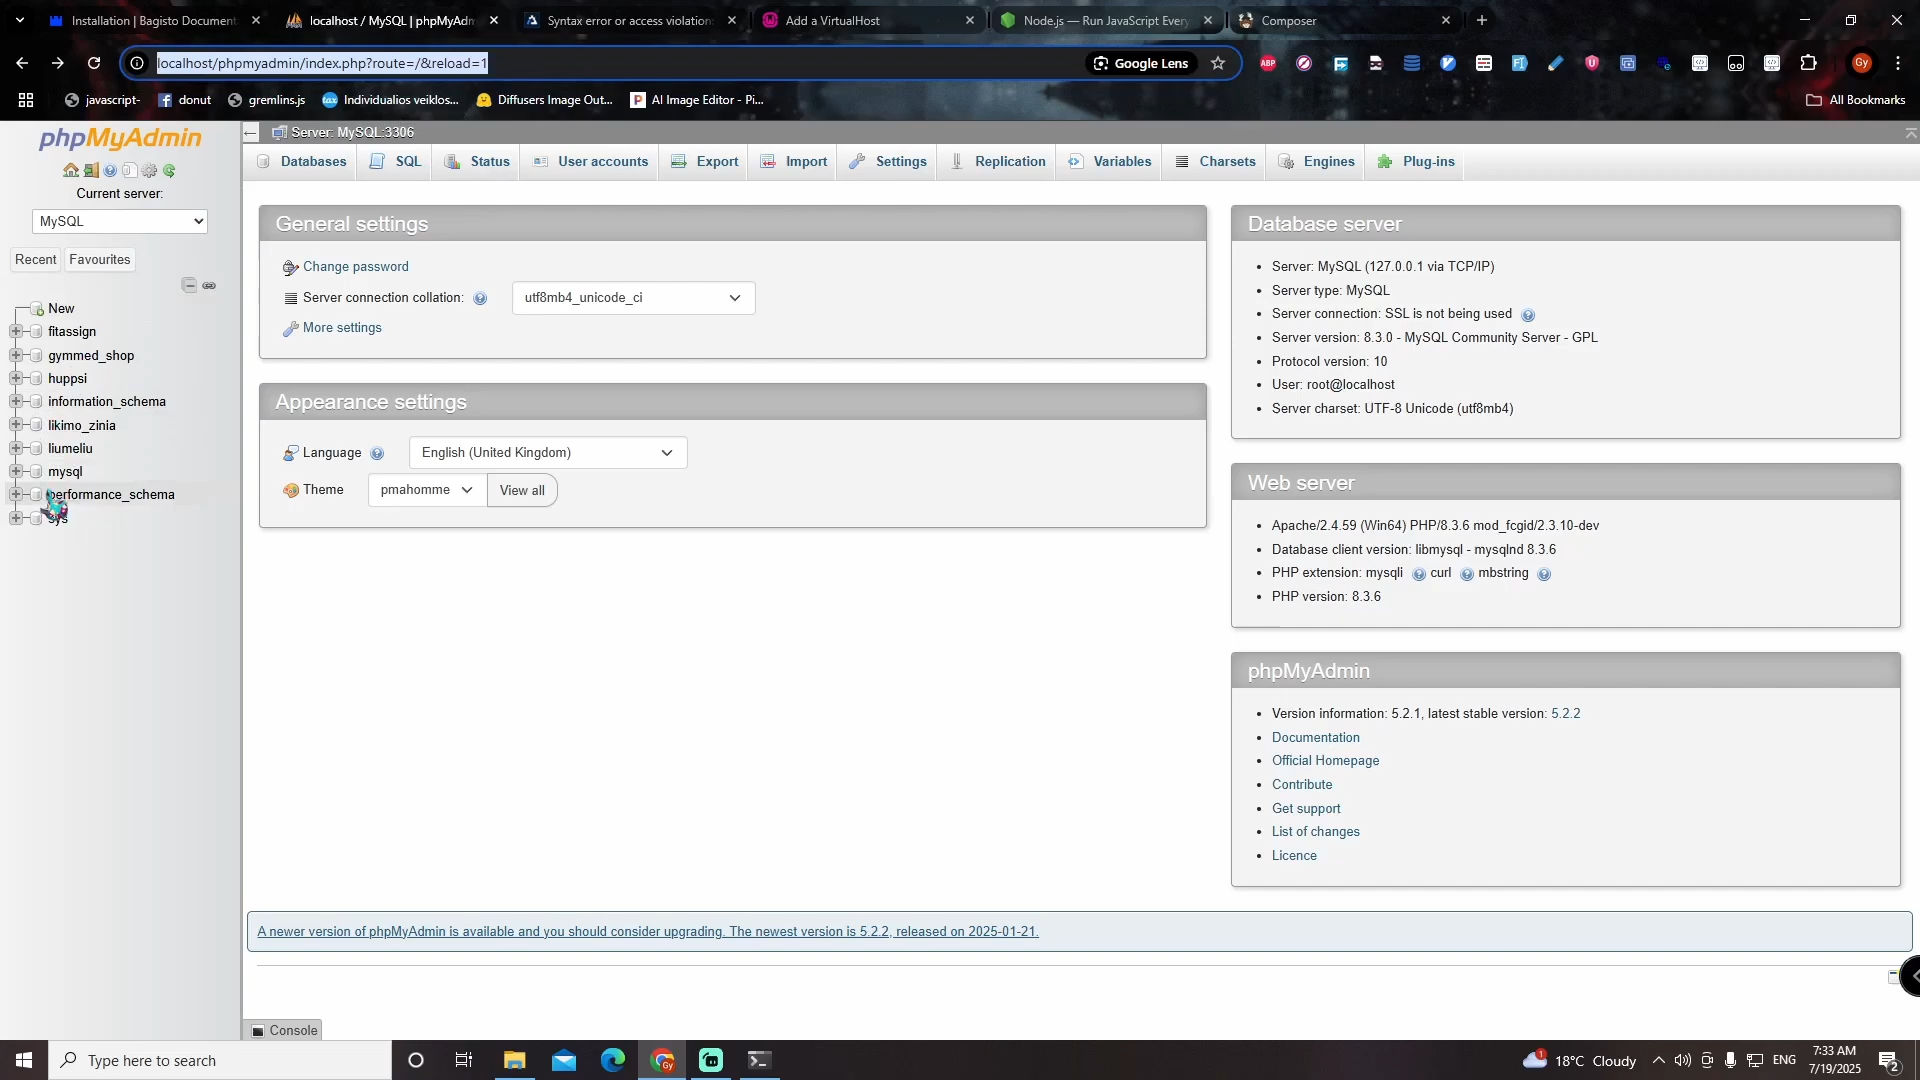 Installation | Bagisto Document
localhost / MySQL | phpMyAdm
Syntax error or access violation:
Add a VirtualHost
Node.js — Run JavaScript Every
Composer
localhost/phpmyadmin/index.php?route=/&reload=1
Google Lens
ABP
Gy
javascript-
donut
gremlins.js
Individualios veiklos...
Diffusers Image Out...
AI Image Editor - Pi...
All Bookmarks
phpMyAdmin
Current server:
MySQL
Recent
Favourites
New
fitassign
gymmed_shop
huppsi
information_schema
likimo_zinia
liumeliu
mysql
performance_schema
sys
Server: MySQL:3306
Databases
SQL
Status
User accounts
Export
Import
Settings
Replication
Variables
Charsets
Engines
Plug-ins
General settings
Change password
Server connection collation:
utf8mb4_unicode_ci
More settings
Appearance settings
Language
English (United Kingdom)
Theme
pmahomme
View all
Database server
Server: MySQL (127.0.0.1 via TCP/IP)
Server type: MySQL
Server connection: SSL is not being used
Server version: 8.3.0 - MySQL Community Server - GPL
Protocol version: 10
User: root@localhost
Server charset: UTF-8 Unicode (utf8mb4)
Web server
Apache/2.4.59 (Win64) PHP/8.3.6 mod_fcgid/2.3.10-dev
Database client version: libmysql - mysqlnd 8.3.6
PHP extension: mysqli curl mbstring
PHP version: 8.3.6
phpMyAdmin
Version information: 5.2.1, latest stable version: 5.2.2
Documentation
Official Homepage
Contribute
Get support
List of changes
Licence
A newer version of phpMyAdmin is available and you should consider upgrading. The newest version is 5.2.2, released on 2025-01-21.
Console
Type here to search
18°C Cloudy
ENG
7:33 AM
7/19/2025
2